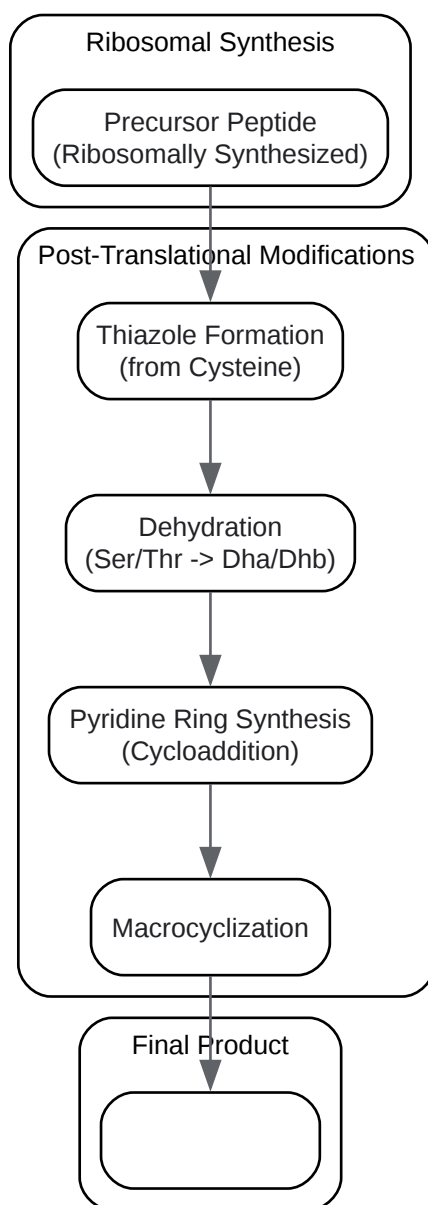 Ribosomal Synthesis
Precursor Peptide
(Ribosomally Synthesized)
Post-Translational Modifications
Thiazole Formation
(from Cysteine)
Dehydration
(Ser/Thr -> Dha/Dhb)
Pyridine Ring Synthesis
(Cycloaddition)
Macrocyclization
Final Product